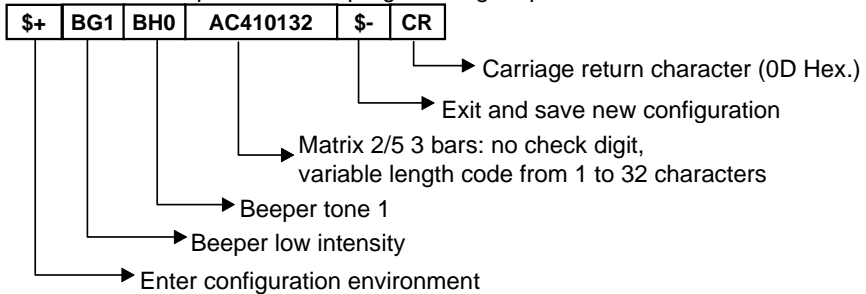 $+ BG1 BH0 AC410132 $- CR
Carriage return character (0D Hex.)
Exit and save new configuration
Matrix 2/5 3 bars: no check digit,
variable length code from 1 to 32 characters
Beeper tone 1
Beeper low intensity
Enter configuration environment